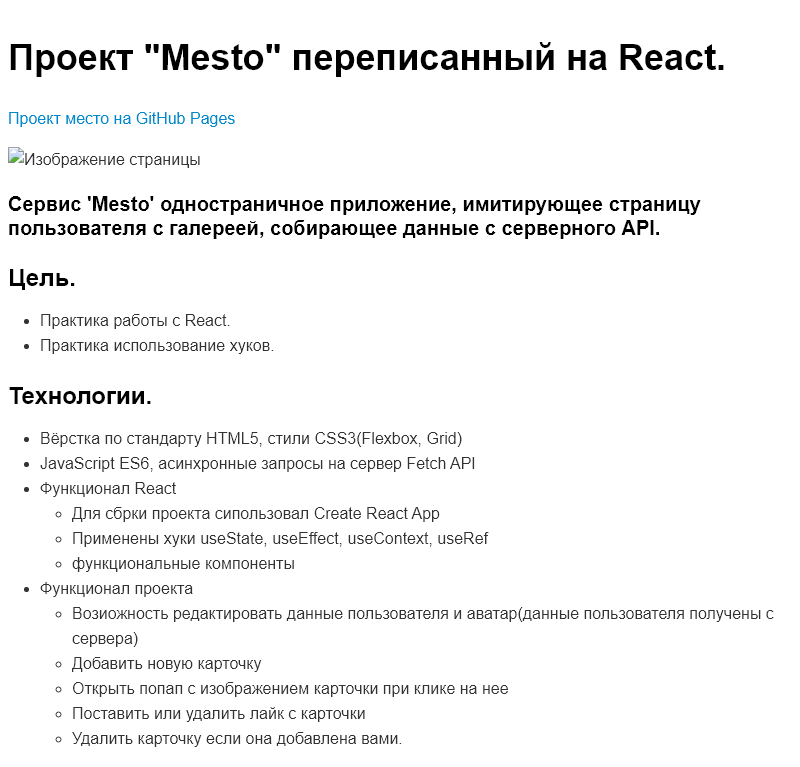 Проект "Mesto" переписанный на React.
Проект место на GitHub Pages
Изображение страницы
Сервис 'Mesto' одностраничное приложение, имитирующее страницу
пользователя с галереей, собирающее данные с серверного API.
Цель.
Практика работы с React.
Практика использование хуков.
Технологии.
Вёрстка по стандарту HTML5, стили CSS3(Flexbox, Grid)
JavaScript ES6, асинхронные запросы на сервер Fetch API
Функционал React
Для сбрки проекта сипользовал Create React App
Применены хуки useState, useEffect, useContext, useRef
функциональные компоненты
Функционал проекта
Возиожность редактировать данные пользователя и аватар(данные пользователя получены с
сервера)
Добавить новую карточку
Открыть попап с изображением карточки при клике на нее
Поставить или удалить лайк с карточки
Удалить карточку если она добавлена вами.